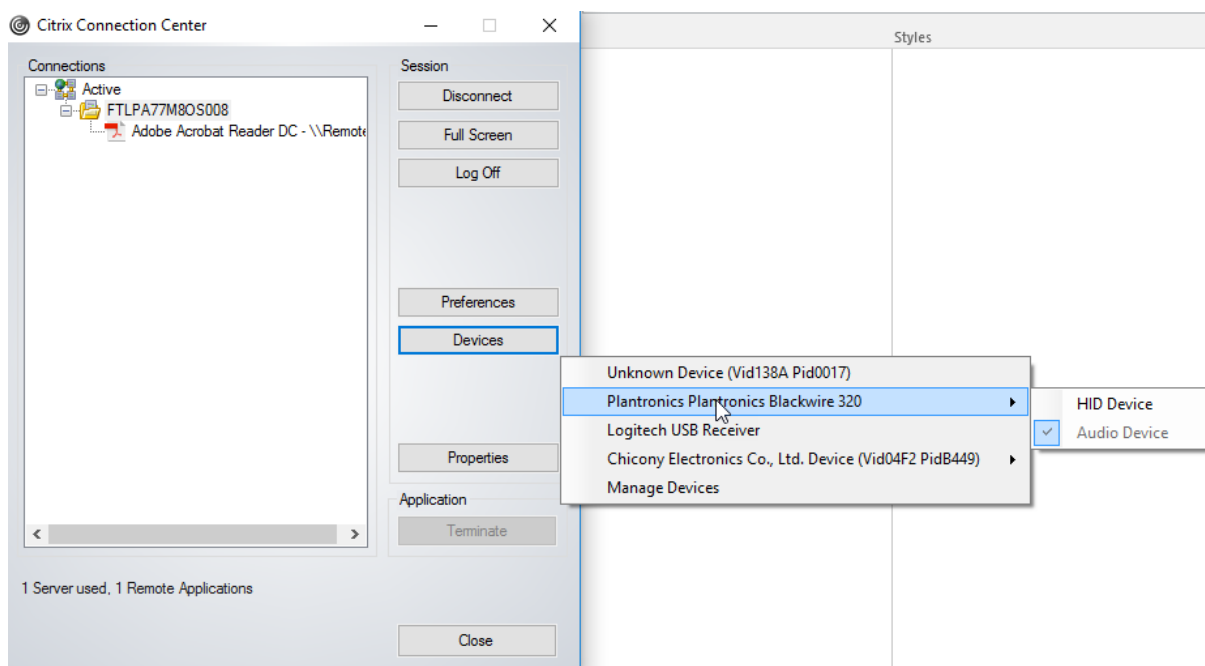 Citrix Connection Center
Styles
Connections
Active
FTLPA77M8OS008
Adobe Acrobat Reader DC - \\Remote
Session
Disconnect
Full Screen
Log Off
Preferences
Devices
Unknown Device (Vid138A Pid0017)
Plantronics Plantronics Blackwire 320
Logitech USB Receiver
Chicony Electronics Co., Ltd. Device (Vid04F2 PidB449)
Manage Devices
HID Device
Audio Device
Properties
Application
Terminate
1 Server used, 1 Remote Applications
Close